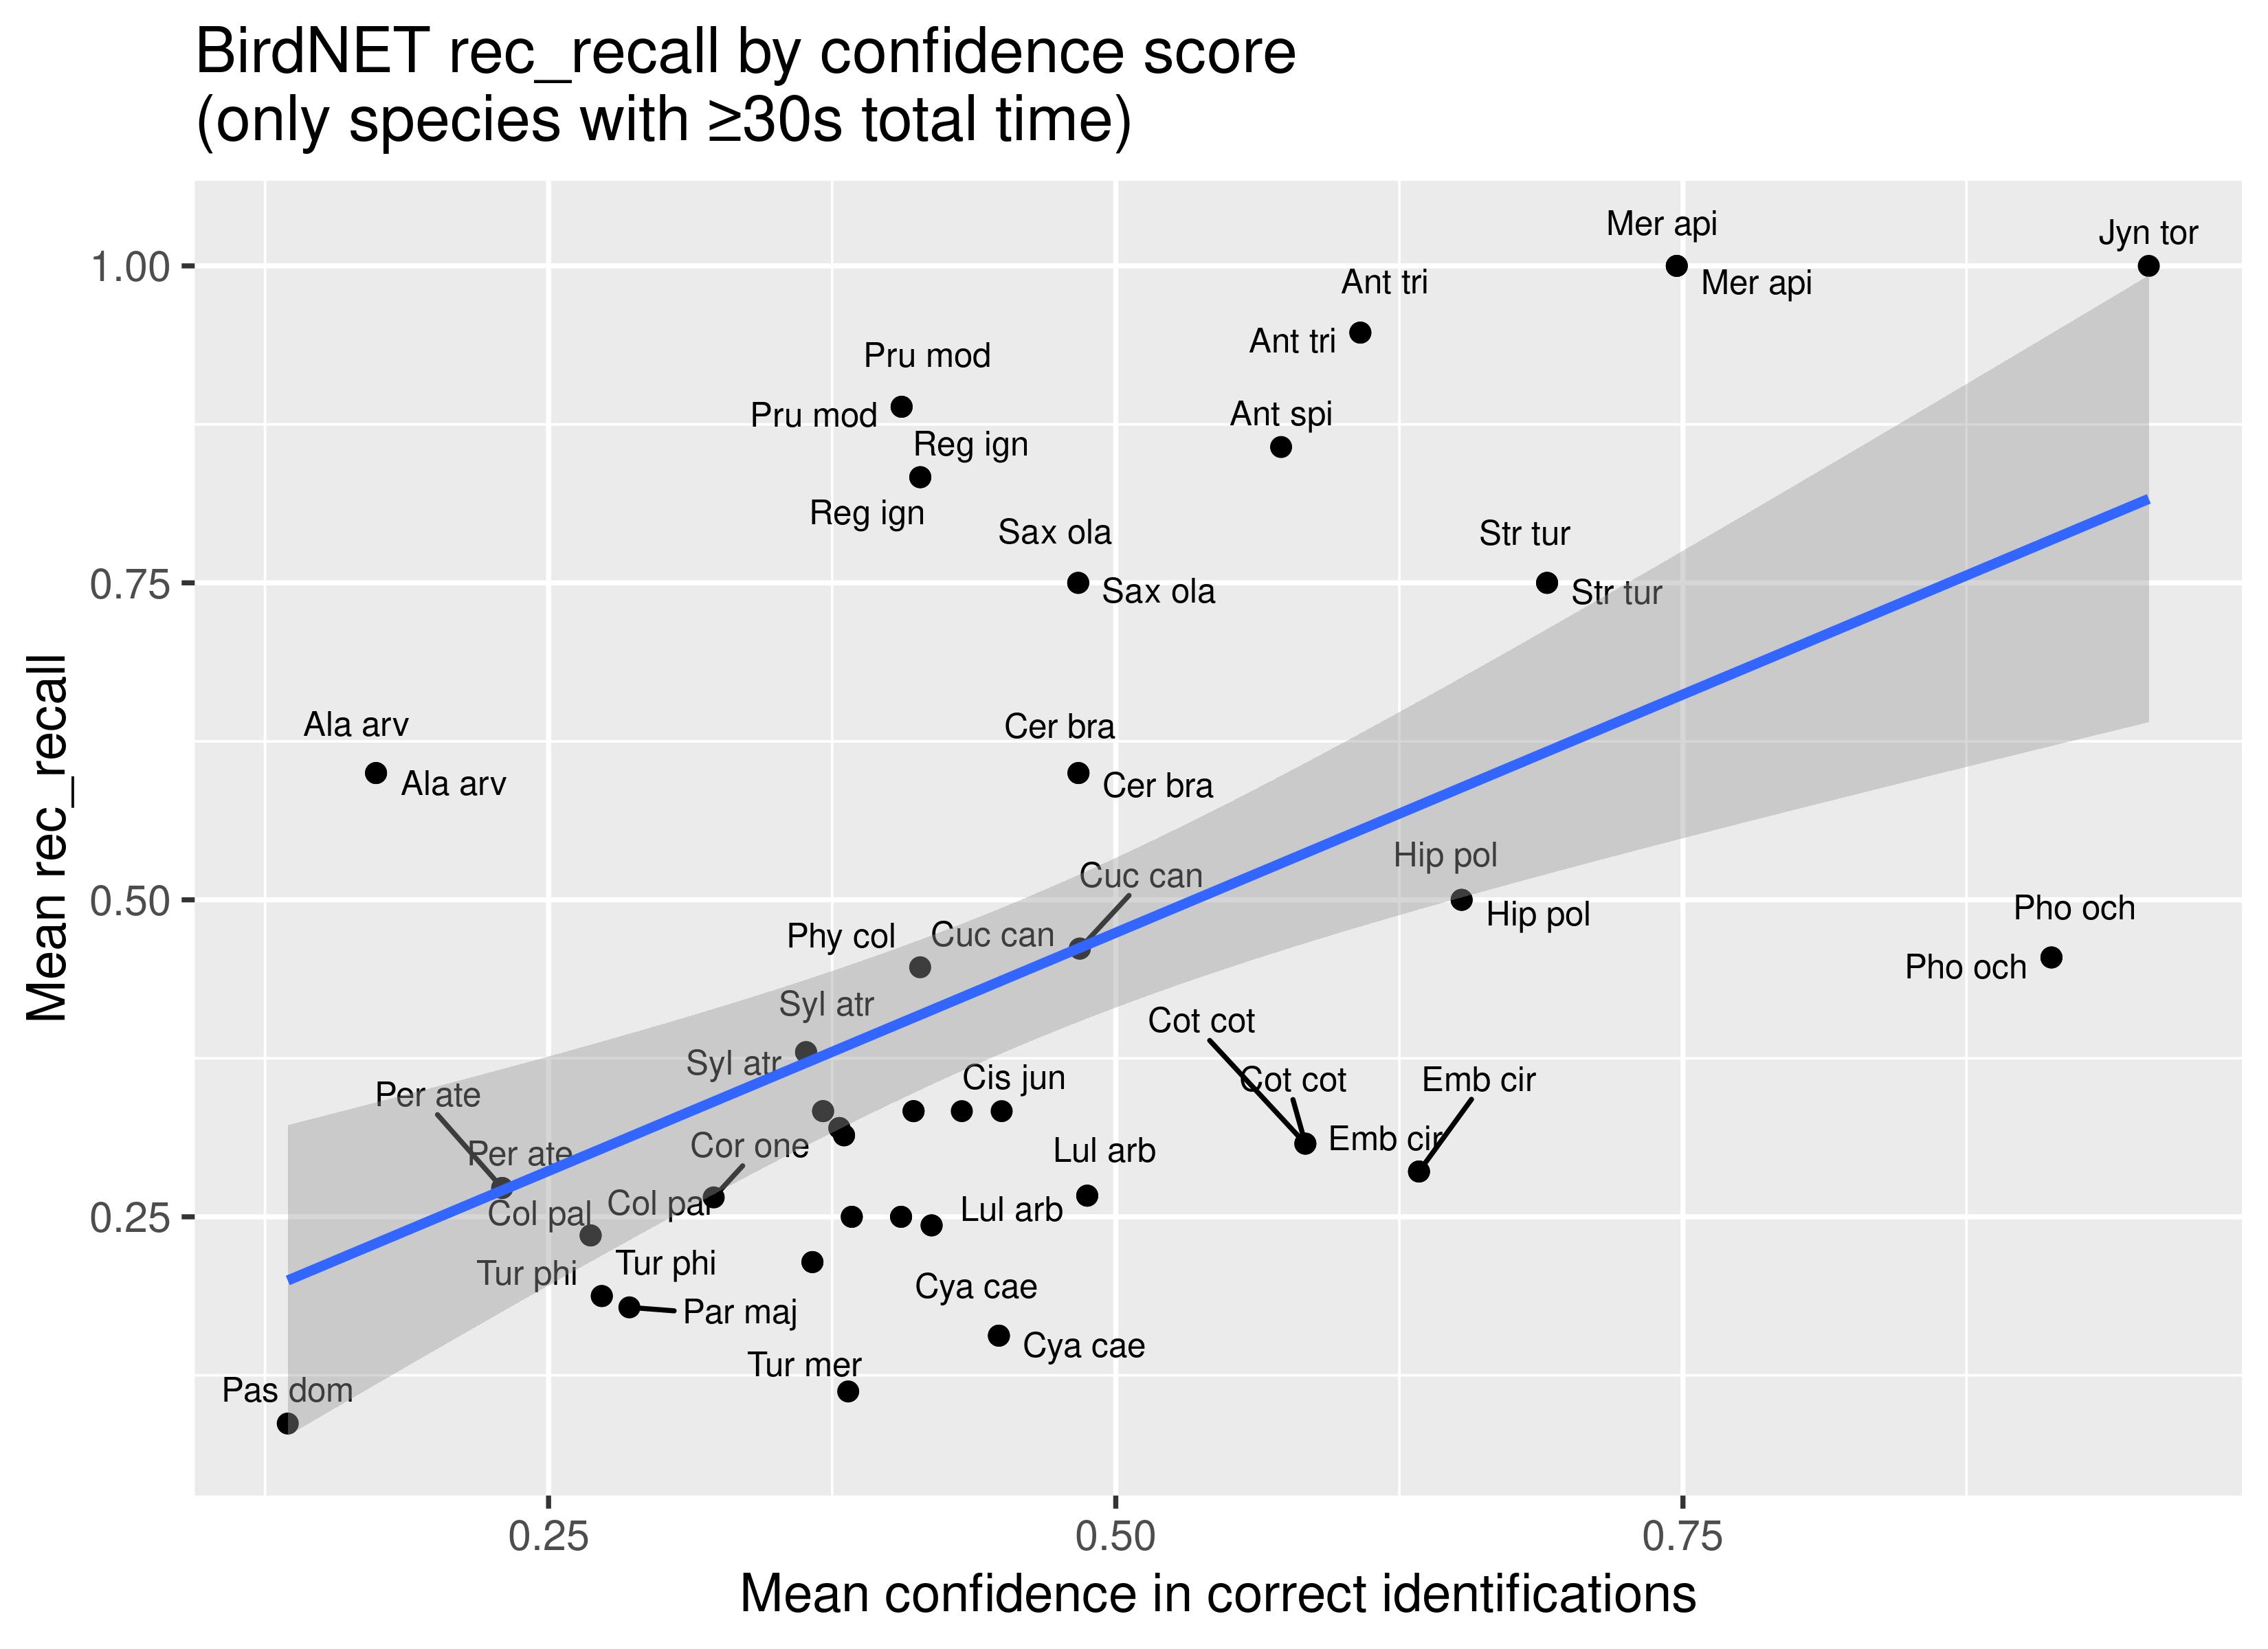 BirdNET rec_recall by confidence score
(only species with ≥30s total time)
Mer api
Jyn tor
1.00
Mer api
Ant tri
Ant tri
Pru mod
Pru mod
Ant spi
Reg ign
Reg ign
Sax ola
Str tur
0.75
Sax ola
Str tur
Ala arv
Cer bra
Ala arv
Cer bra
Mean rec_recall
Cuc can
Hip pol
0.50
Hip pol
Pho och
Phy col
Cuc can
Pho och
Syl atr
Cot cot
Syl atr
Cis jun
Cot cot
Emb cir
Per ate
Cor one
Emb cir
Lul arb
Per ate
0.25
Col pal
Col pal
Lul arb
Tur phi
Tur phi
Cya cae
Par maj
Cya cae
Tur mer
Pas dom
0.25
0.50
0.75
Mean confidence in correct identifications